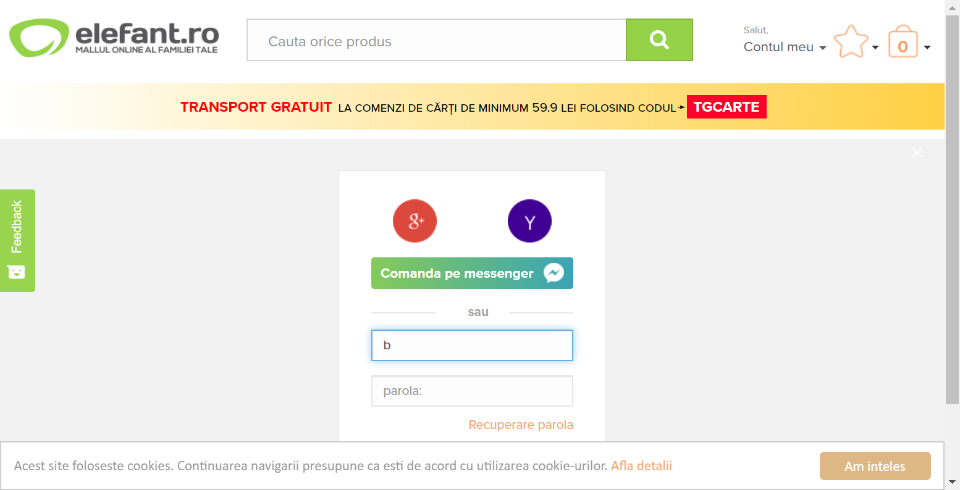 elefant.ro
MALLUL ONLINE AL FAMILIEI TALE
Cauta orice produs
Salut,
Contul meu
0
TRANSPORT GRATUIT LA COMENZI DE CĂRȚI DE MINIMUM 59.9 LEI FOLOSIND CODUL TGCARTE
Feedback
g+
Y
Comanda pe messenger
sau
b
parola:
Recuperare parola
Acest site foloseste cookies. Continuarea navigarii presupune ca esti de acord cu utilizarea cookie-urilor. Afla detalii
Am inteles